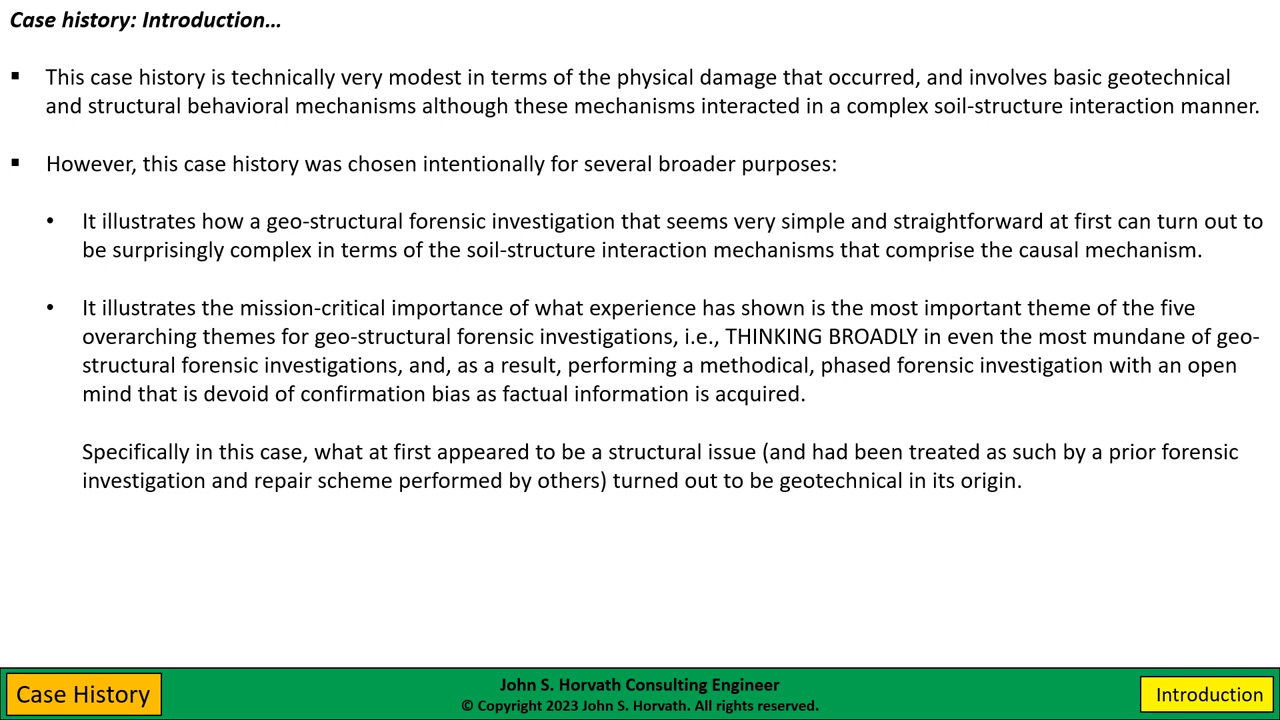 Case history: Introduction...
▪ This case history is technically very modest in terms of the physical damage that occurred, and involves basic geotechnical
and structural behavioral mechanisms although these mechanisms interacted in a complex soil-structure interaction manner.
▪ However, this case history was chosen intentionally for several broader purposes:
• It illustrates how a geo-structural forensic investigation that seems very simple and straightforward at first can turn out to
be surprisingly complex in terms of the soil-structure interaction mechanisms that comprise the causal mechanism.
• It illustrates the mission-critical importance of what experience has shown is the most important theme of the five
overarching themes for geo-structural forensic investigations, i.e., THINKING BROADLY in even the most mundane of geo-
structural forensic investigations, and, as a result, performing a methodical, phased forensic investigation with an open
mind that is devoid of confirmation bias as factual information is acquired.
Specifically in this case, what at first appeared to be a structural issue (and had been treated as such by a prior forensic
investigation and repair scheme performed by others) turned out to be geotechnical in its origin.
Case History
John S. Horvath Consulting Engineer
© Copyright 2023 John S. Horvath. All rights reserved.
Introduction